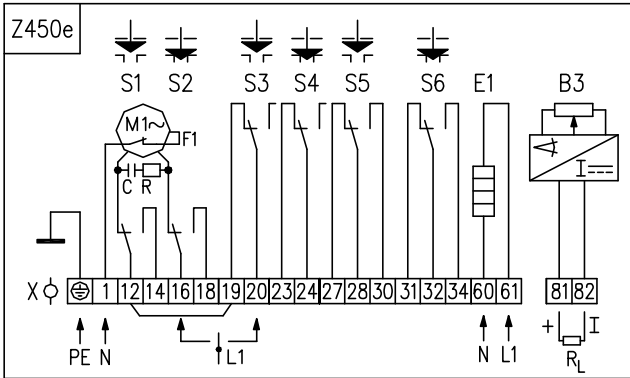 Z450e
S1 S2 S3 S4 S5 S6 E1 B3
M1~
F1
C R
I
X 1 12 14 16 18 19 20 23 24 27 28 30 31 32 34 60 61 81 82
PE N L1 N L1 + I
RL